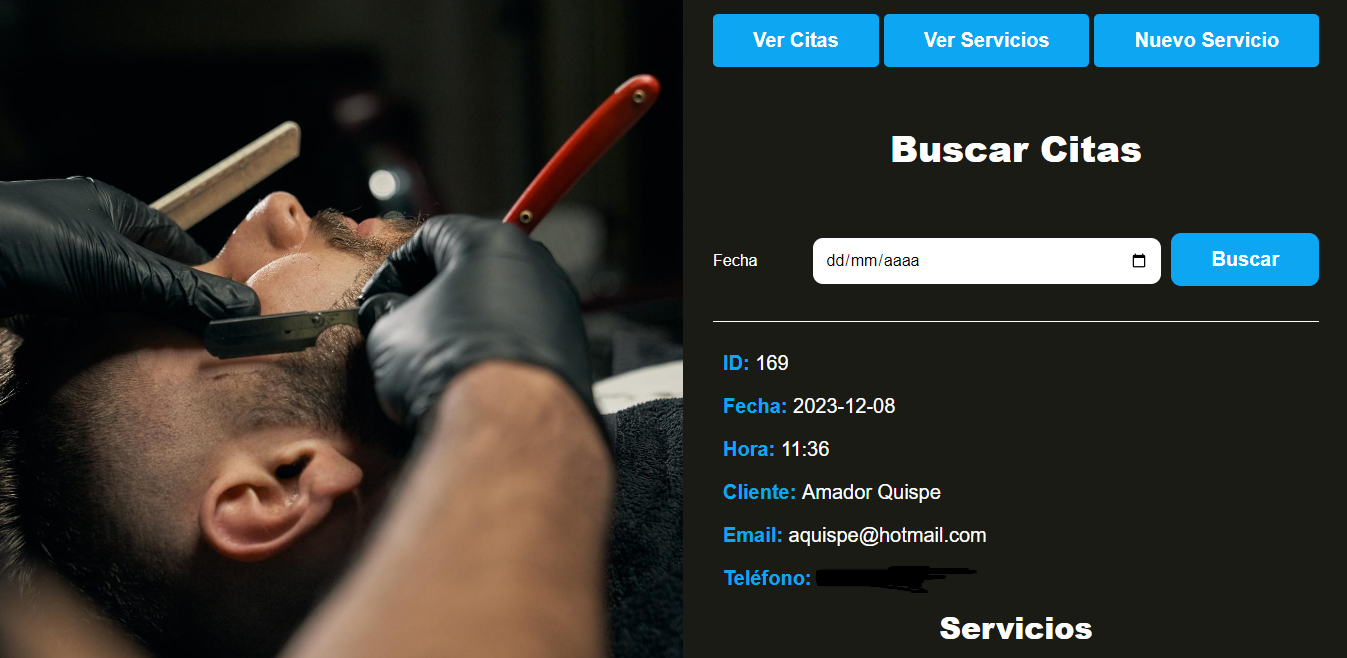 Ver Citas Ver Servicios Nuevo Servicio
Buscar Citas
Fecha dd/mm/aaaa Buscar
ID: 169
Fecha: 2023-12-08
Hora: 11:36
Cliente: Amador Quispe
Email: aquispe@hotmail.com
Teléfono:
Servicios